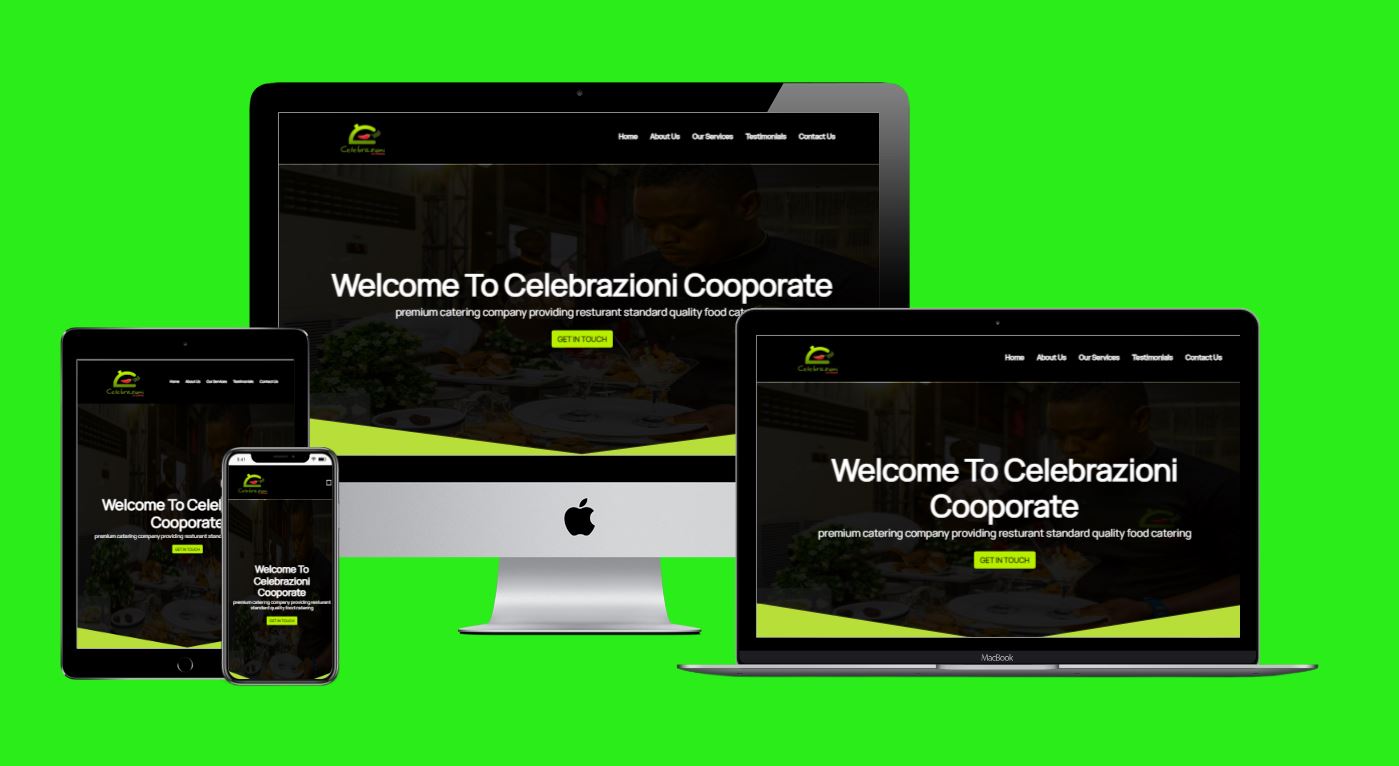 Celebrazioni
Home About Us Our Services Testimonials Contact Us
Welcome To Celebrazioni Cooporate
premium catering company providing resturant standard quality food cat
GET IN TOUCH
Celebrazioni
Home About Us Our Services Testimonials Contact Us
Welcome To Cele
Cooporate
premium catering company providing resturant stand
GET IN TOUCH
9:41
Celebrazioni
Welcome To
Celebrazioni
Cooporate
premium catering company providing resturant
standard quality food catering
GET IN TOUCH
Celebrazioni
Home About Us Our Services Testimonials Contact Us
Welcome To Celebrazioni
Cooporate
premium catering company providing resturant standard quality food catering
GET IN TOUCH
MacBook